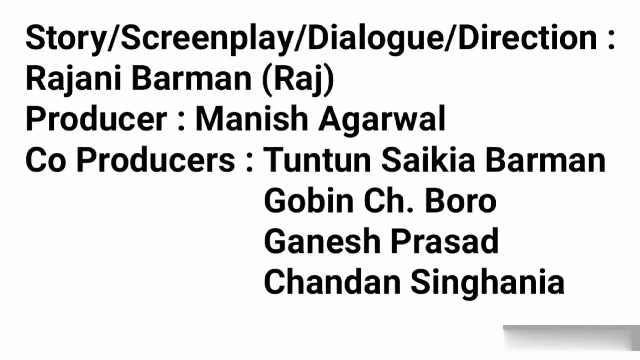 Story/Screenplay/Dialogue/Direction :
Rajani Barman (Raj)
Producer : Manish Agarwal
Co Producers : Tuntun Saikia Barman
Gobin Ch. Boro
Ganesh Prasad
Chandan Singhania